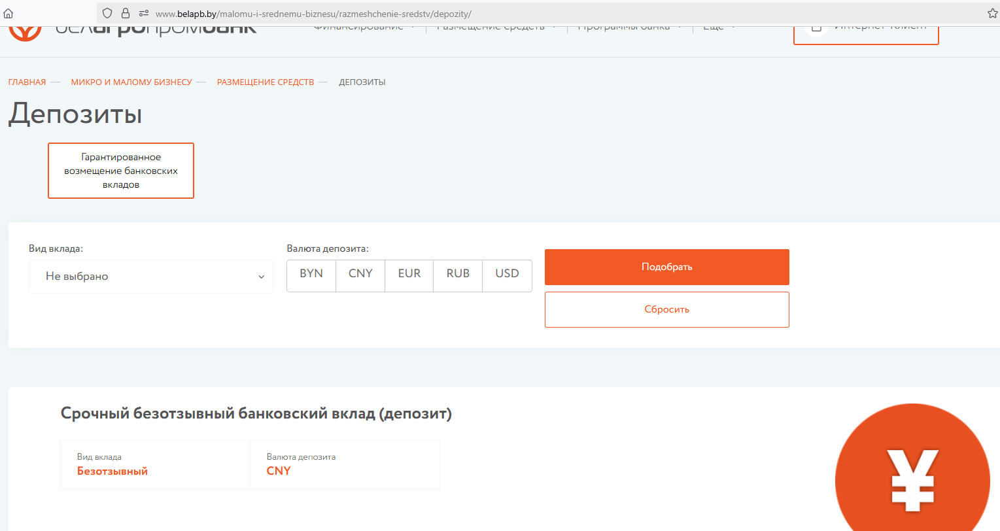 www.belapb.by/malomu-i-srednemu-biznesu/razmeshchenie-sredstv/depozity/
белагропромбанк Финансирование Размещение средств Программы банка Еще Интернет-Клиент
ГЛАВНАЯ — МИКРО И МАЛОМУ БИЗНЕСУ — РАЗМЕЩЕНИЕ СРЕДСТВ — ДЕПОЗИТЫ
Депозиты
Гарантированное
возмещение банковских
вкладов
Вид вклада:
Не выбрано
Валюта депозита:
BYN CNY EUR RUB USD
Подобрать
Сбросить
Срочный безотзывный банковский вклад (депозит)
Вид вклада
Безотзывный
Валюта депозита
CNY
¥